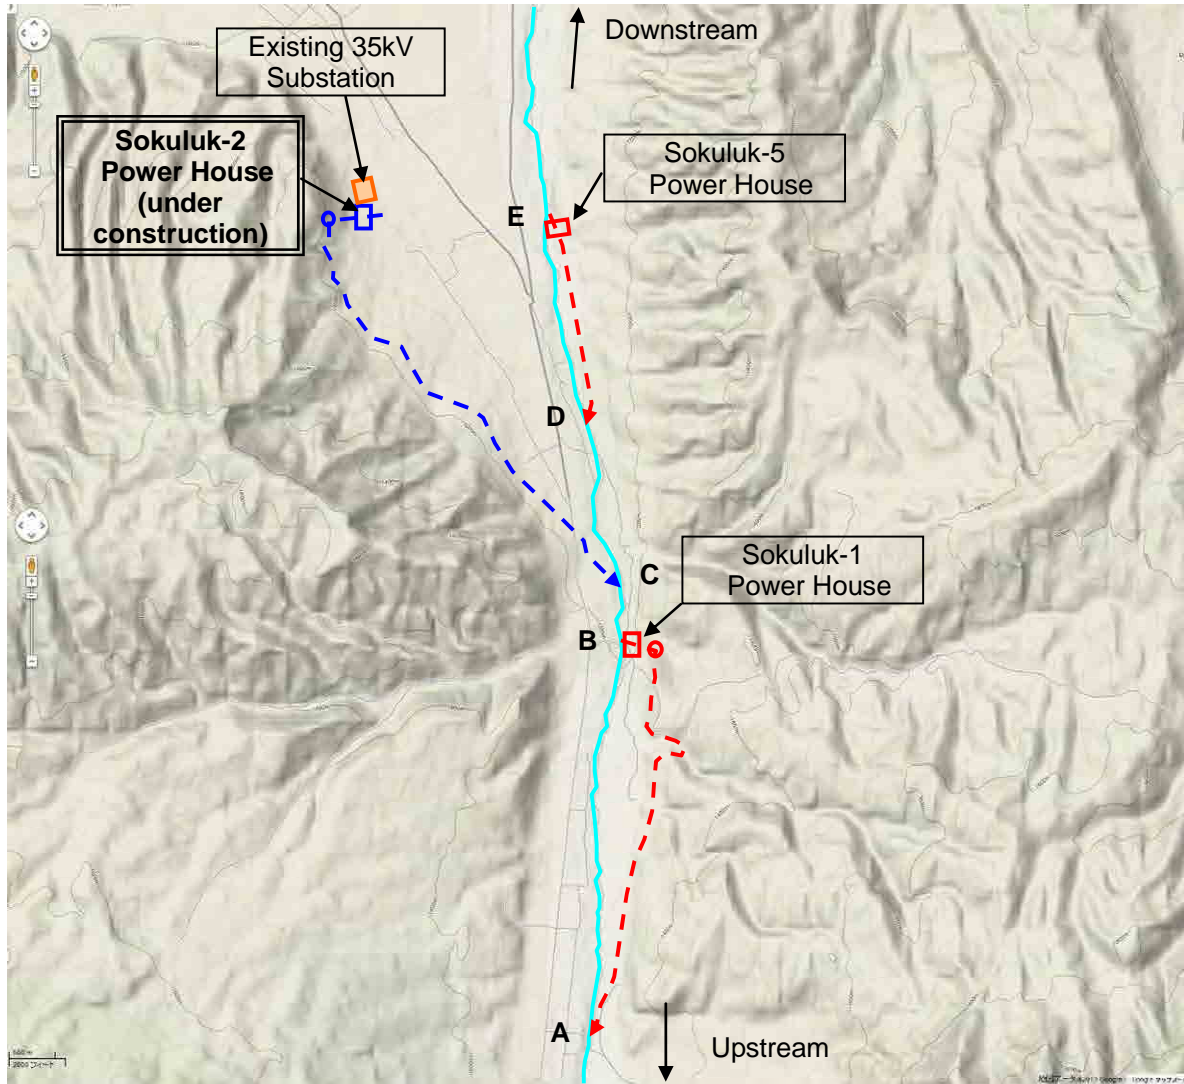 Downstream
Existing 35kV
Substation
Sokuluk-2
Power House
(under
construction)
Sokuluk-5
Power House
E
D
C
Sokuluk-1
Power House
B
A
Upstream